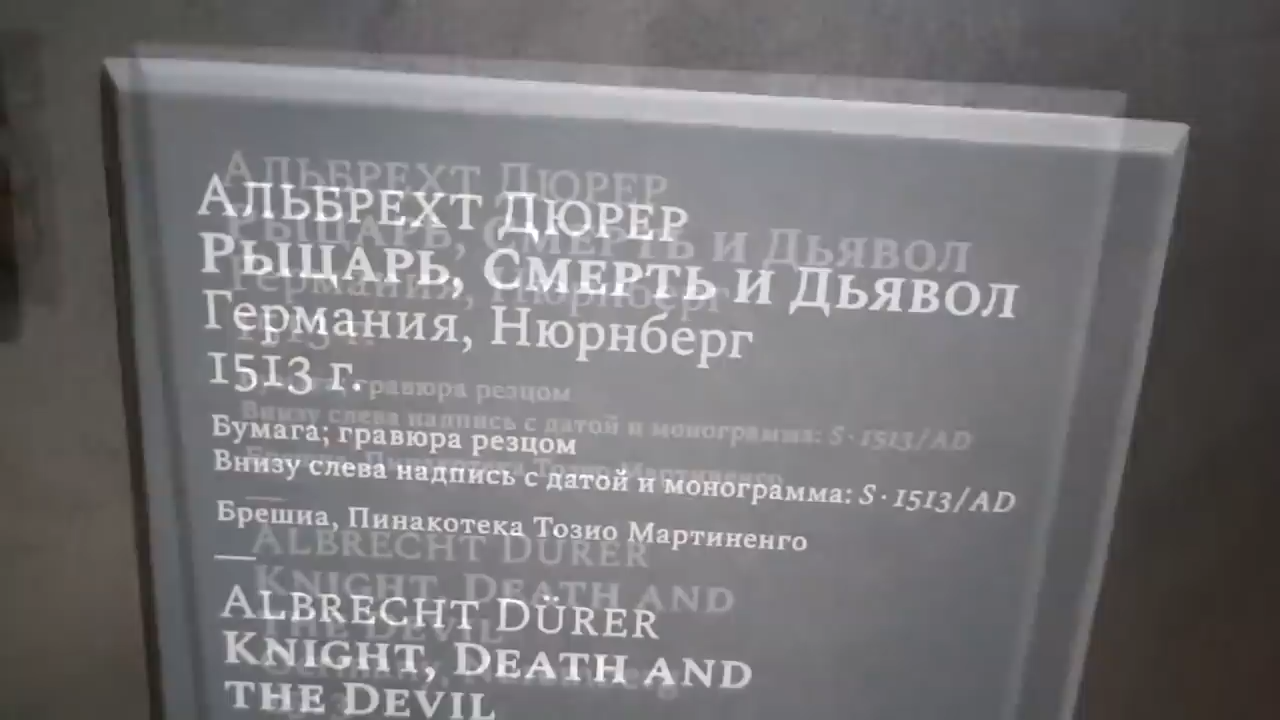 АЛЬБРЕХТ ДЮРЕР
РЫЦАРЬ, СМЕРТЬ И ДЬЯВОЛ
Германия, Нюрнберг
1513 г.
Бумага; гравюра резцом
Внизу слева надпись с датой и монограмма: S · 1513/AD
Брешиа, Пинакотека Тозио Мартиненго
—
ALBRECHT DÜRER
KNIGHT, DEATH AND
THE DEVIL